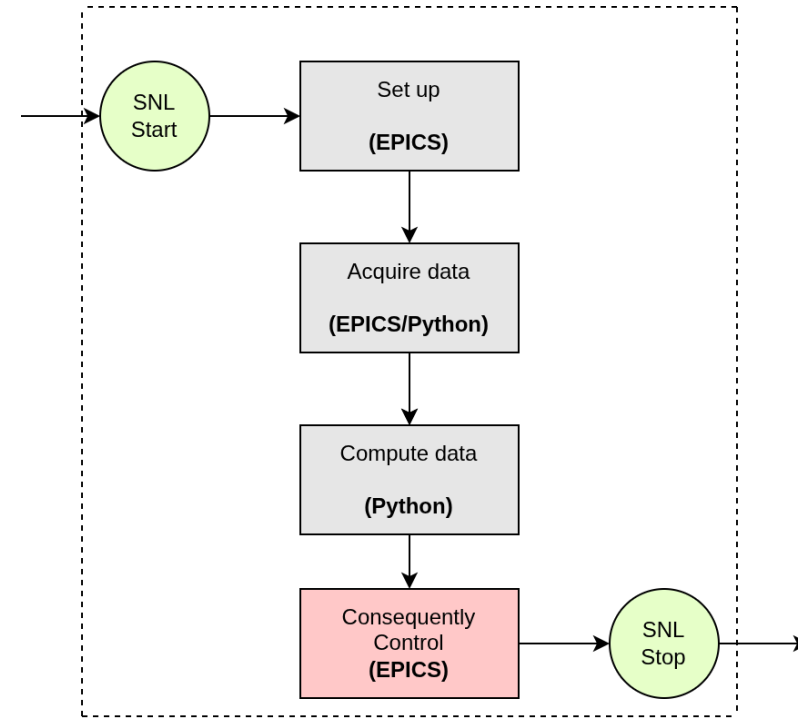 SNL
Start
Set up
(EPICS)
Acquire data
(EPICS/Python)
Compute data
(Python)
Consequently
Control
(EPICS)
SNL
Stop